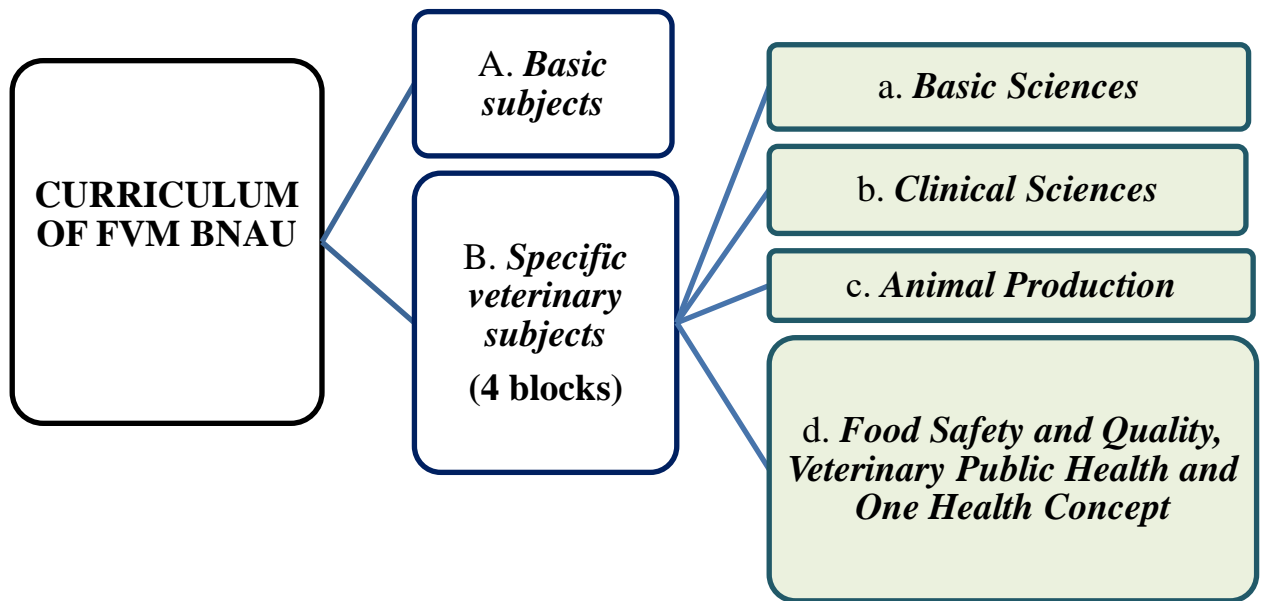 CURRICULUM
OF FVM BNAU
A. Basic
subjects
B. Specific
veterinary
subjects
(4 blocks)
a. Basic Sciences
b. Clinical Sciences
c. Animal Production
d. Food Safety and Quality,
Veterinary Public Health and
One Health Concept